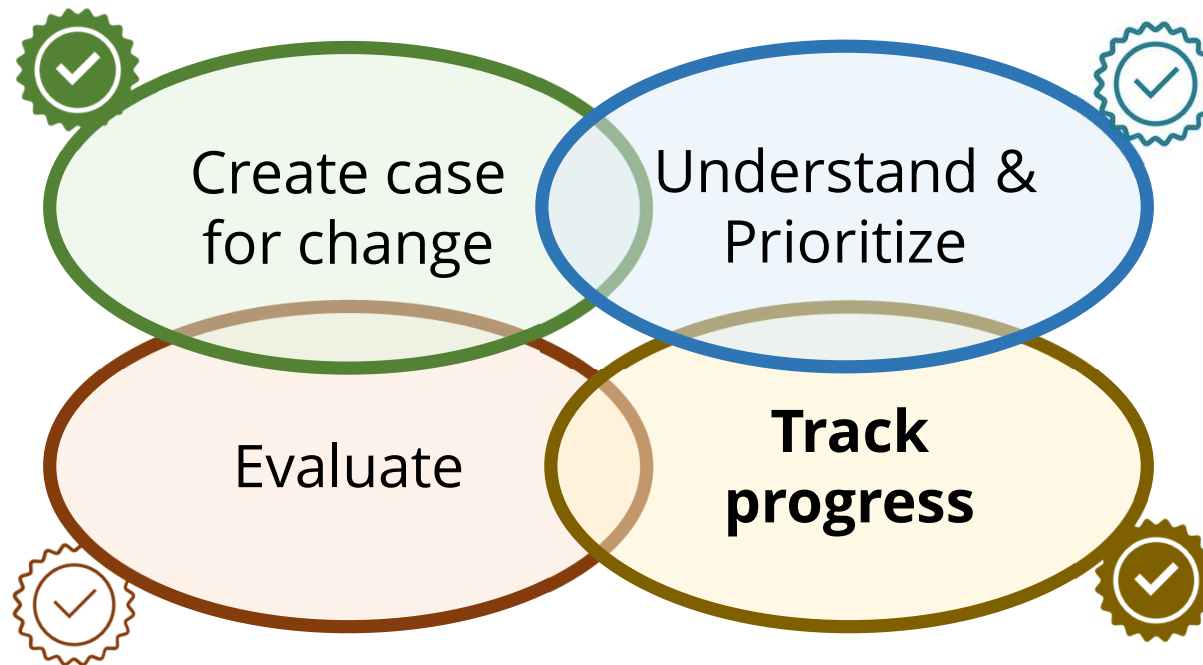 Create case
for change
Understand &
Prioritize
Evaluate
Track
progress